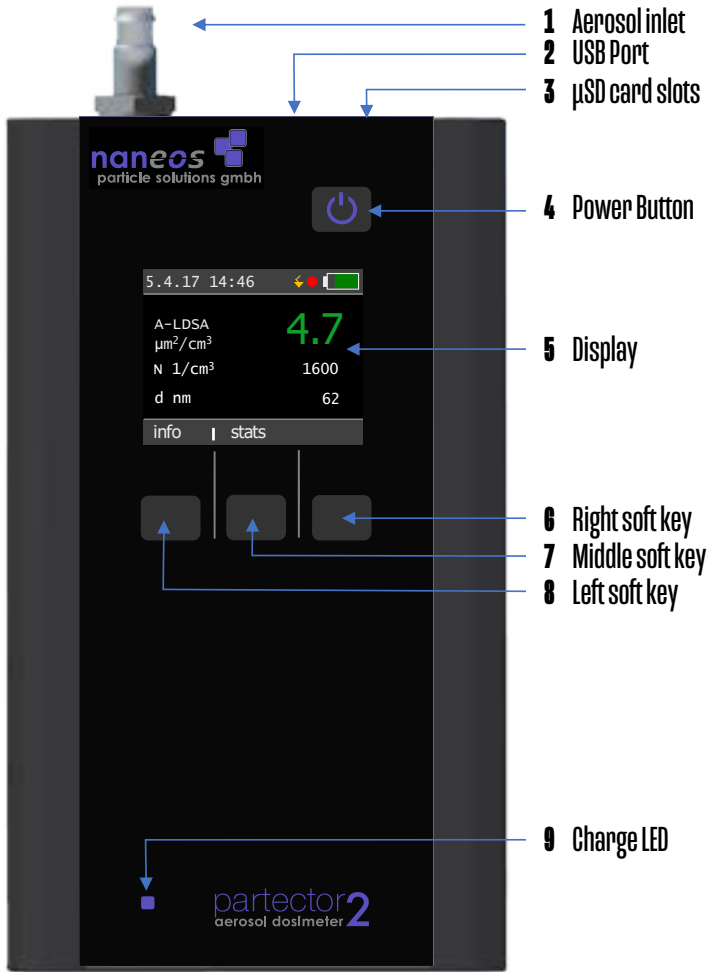 1 Aerosol inlet
2 USB Port
3 µSD card slots
naneos
particle solutions gmbh
4 Power Button
5.4.17 14:46
A-LDSA
µm²/cm³
4.7
5 Display
N 1/cm³ 1600
d nm 62
info | stats
6 Right soft key
7 Middle soft key
8 Left soft key
9 Charge LED
partector2
aerosol dosImeter